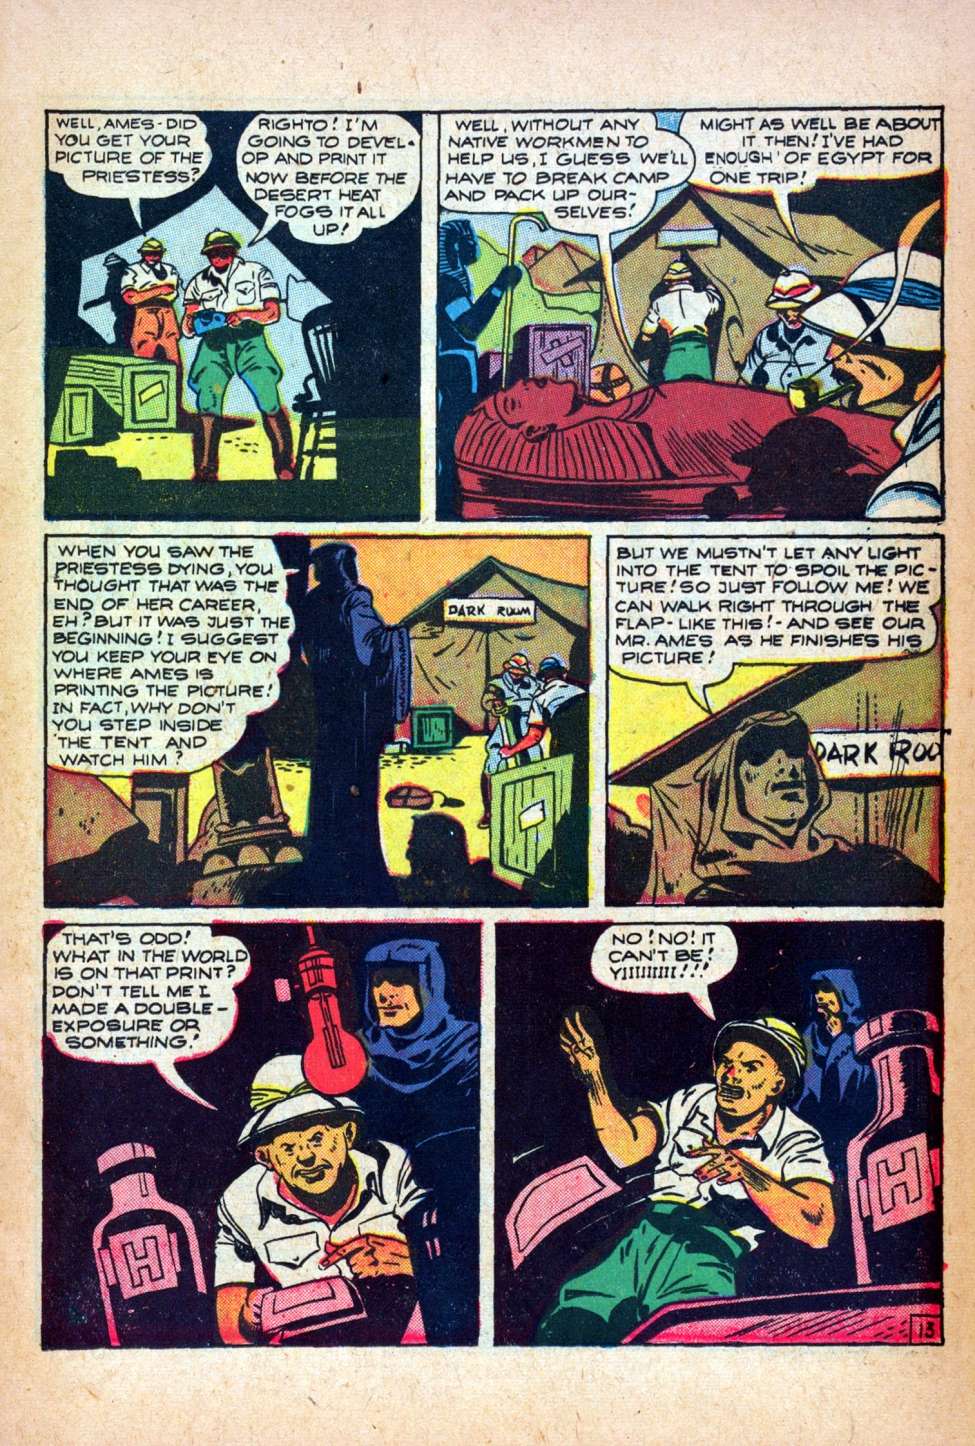 WELL, AMES-DID
YOU GET YOUR
PICTURE OF THE
PRIESTESS?
RIGHTO! I'M
GOING TO DEVEL-
OP AND PRINT IT
NOW BEFORE THE
DESERT HEAT
FOGS IT ALL
UP!
WELL, WITHOUT ANY
NATIVE WORKMEN TO
HELP US, I GUESS WE'LL
HAVE TO BREAK CAMP
AND PACK UP OUR-
SELVES!
MIGHT AS WELL BE ABOUT
IT THEN! I'VE HAD
ENOUGH OF EGYPT FOR
ONE TRIP!
H
WHEN YOU SAW THE
PRIESTESS DYING, YOU
THOUGHT THAT WAS THE
END OF HER CAREER,
EH? BUT IT WAS JUST THE
BEGINNING! I SUGGEST
YOU KEEP YOUR EYE ON
WHERE AMES IS
PRINTING THE PICTURE!
IN FACT, WHY DON'T
YOU STEP INSIDE
THE TENT AND
WATCH HIM?
DARK ROOM
BUT WE MUSTN'T LET ANY LIGHT
INTO THE TENT TO SPOIL THE PIC-
TURE! SO JUST FOLLOW ME! WE
CAN WALK RIGHT THROUGH THE
FLAP-LIKE THIS!-AND SEE OUR
MR. AMES AS HE FINISHES HIS
PICTURE!
DARK ROO
THAT'S ODD!
WHAT IN THE WORLD
IS ON THAT PRINT?
DON'T TELL ME I
MADE A DOUBLE-
EXPOSURE OR
SOMETHING!
H
NO! NO! IT
CAN'T BE!
YIIIIIIIII!!!
H
13